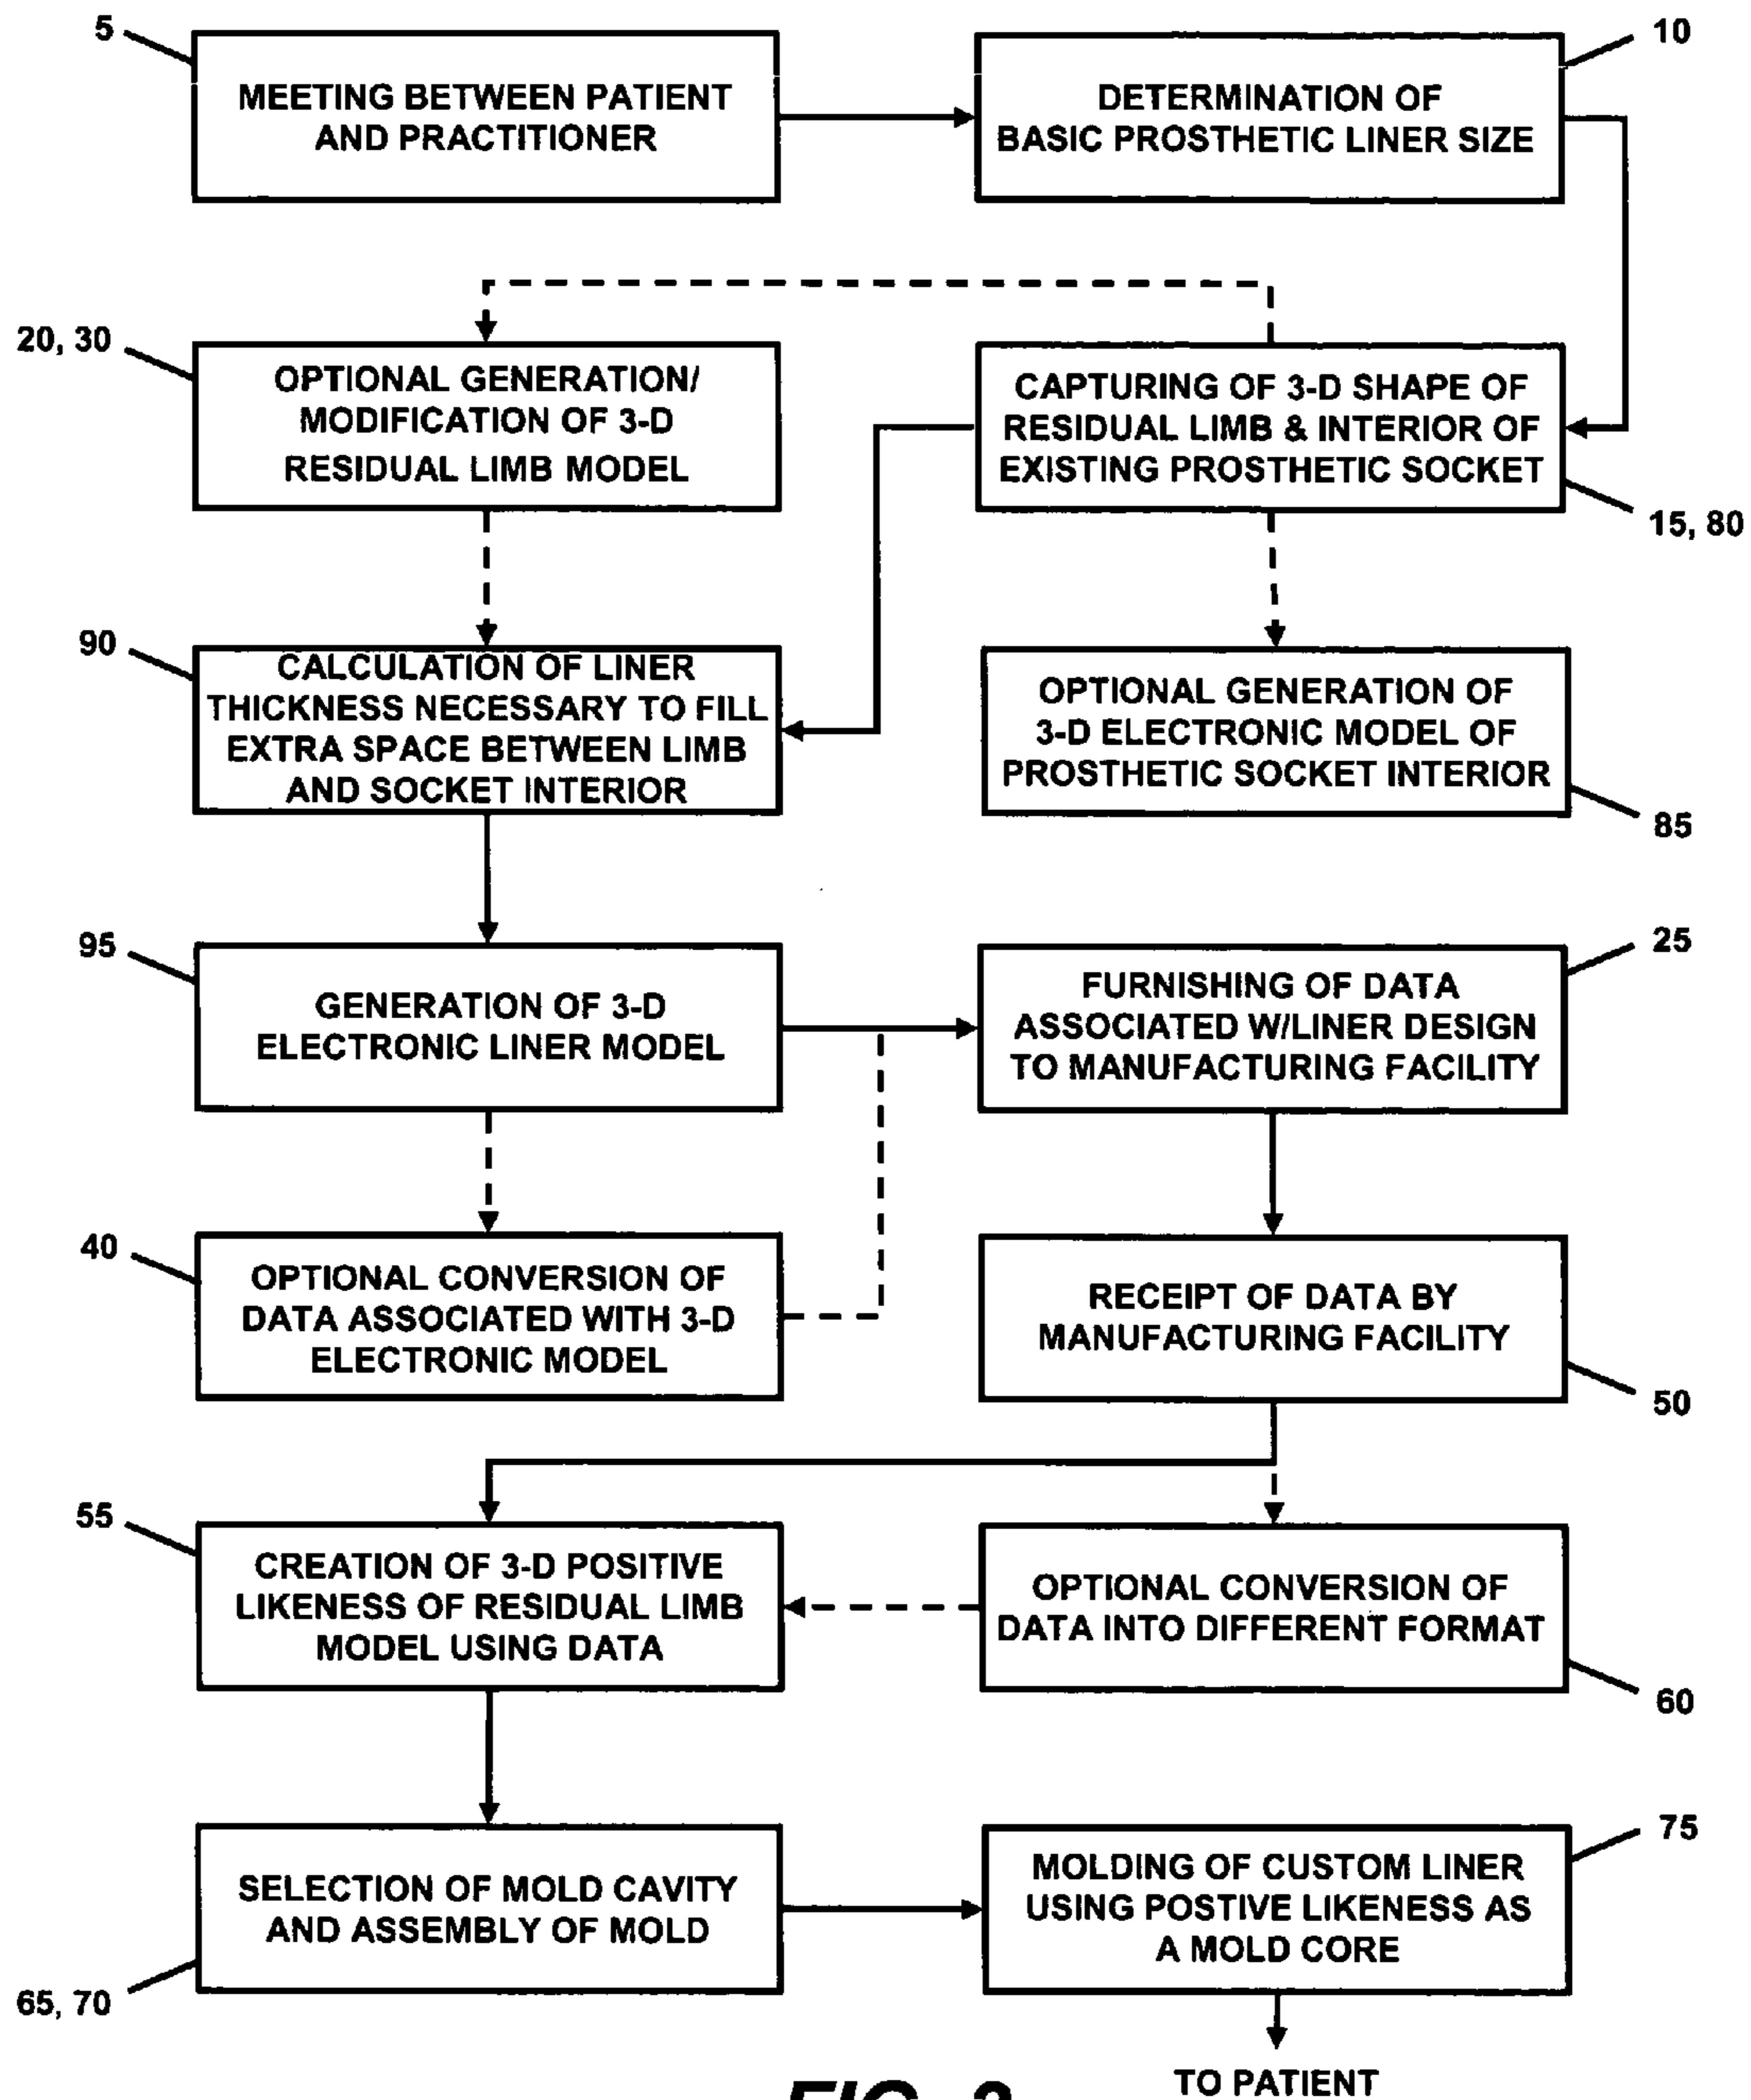 5
MEETING BETWEEN PATIENT
AND PRACTITIONER
10
DETERMINATION OF
BASIC PROSTHETIC LINER SIZE
20, 30
OPTIONAL GENERATION/
MODIFICATION OF 3-D
RESIDUAL LIMB MODEL
CAPTURING OF 3-D SHAPE OF
RESIDUAL LIMB & INTERIOR OF
EXISTING PROSTHETIC SOCKET
15, 80
90
CALCULATION OF LINER
THICKNESS NECESSARY TO FILL
EXTRA SPACE BETWEEN LIMB
AND SOCKET INTERIOR
OPTIONAL GENERATION OF
3-D ELECTRONIC MODEL OF
PROSTHETIC SOCKET INTERIOR
85
95
GENERATION OF 3-D
ELECTRONIC LINER MODEL
25
FURNISHING OF DATA
ASSOCIATED W/LINER DESIGN
TO MANUFACTURING FACILITY
40
OPTIONAL CONVERSION OF
DATA ASSOCIATED WITH 3-D
ELECTRONIC MODEL
RECEIPT OF DATA BY
MANUFACTURING FACILITY
50
55
CREATION OF 3-D POSITIVE
LIKENESS OF RESIDUAL LIMB
MODEL USING DATA
OPTIONAL CONVERSION OF
DATA INTO DIFFERENT FORMAT
60
SELECTION OF MOLD CAVITY
AND ASSEMBLY OF MOLD
65, 70
75
MOLDING OF CUSTOM LINER
USING POSTIVE LIKENESS AS
A MOLD CORE
TO PATIENT
FIG.